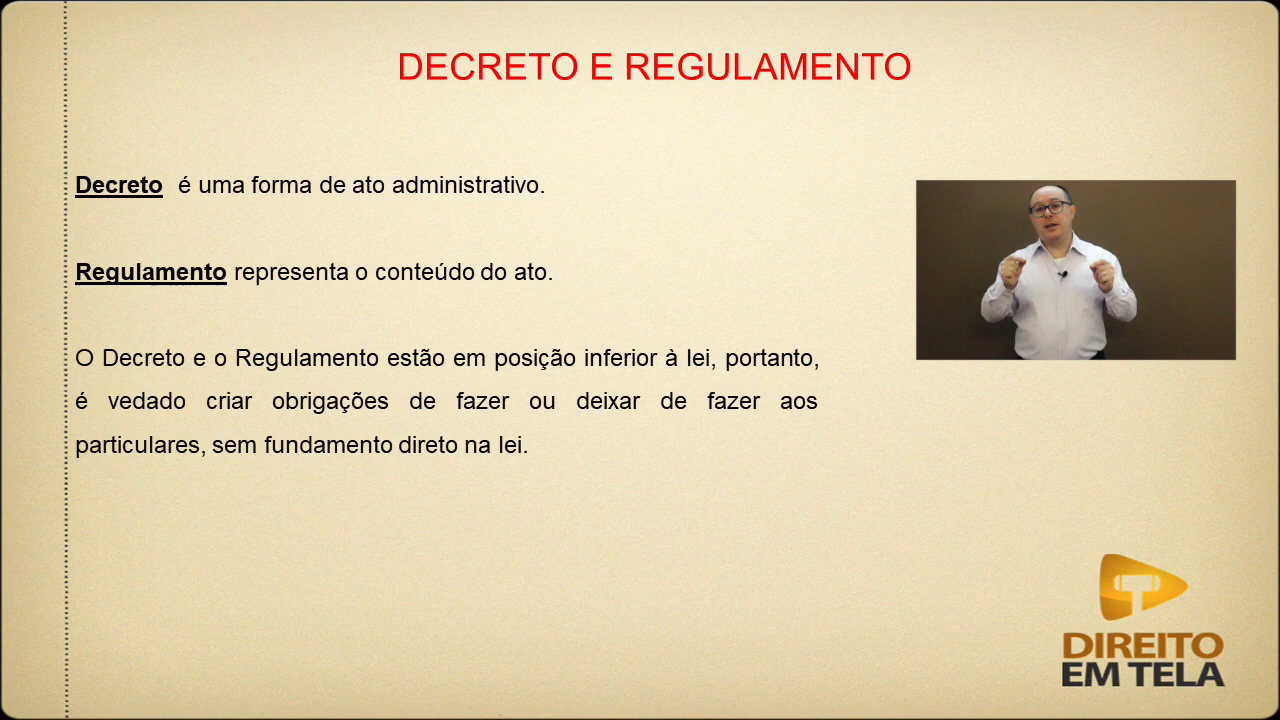 DECRETO E REGULAMENTO
Decreto é uma forma de ato administrativo.
Regulamento representa o conteúdo do ato.
O Decreto e o Regulamento estão em posição inferior à lei, portanto,
é vedado criar obrigações de fazer ou deixar de fazer aos
particulares, sem fundamento direto na lei.
DIREITO
EM TELA